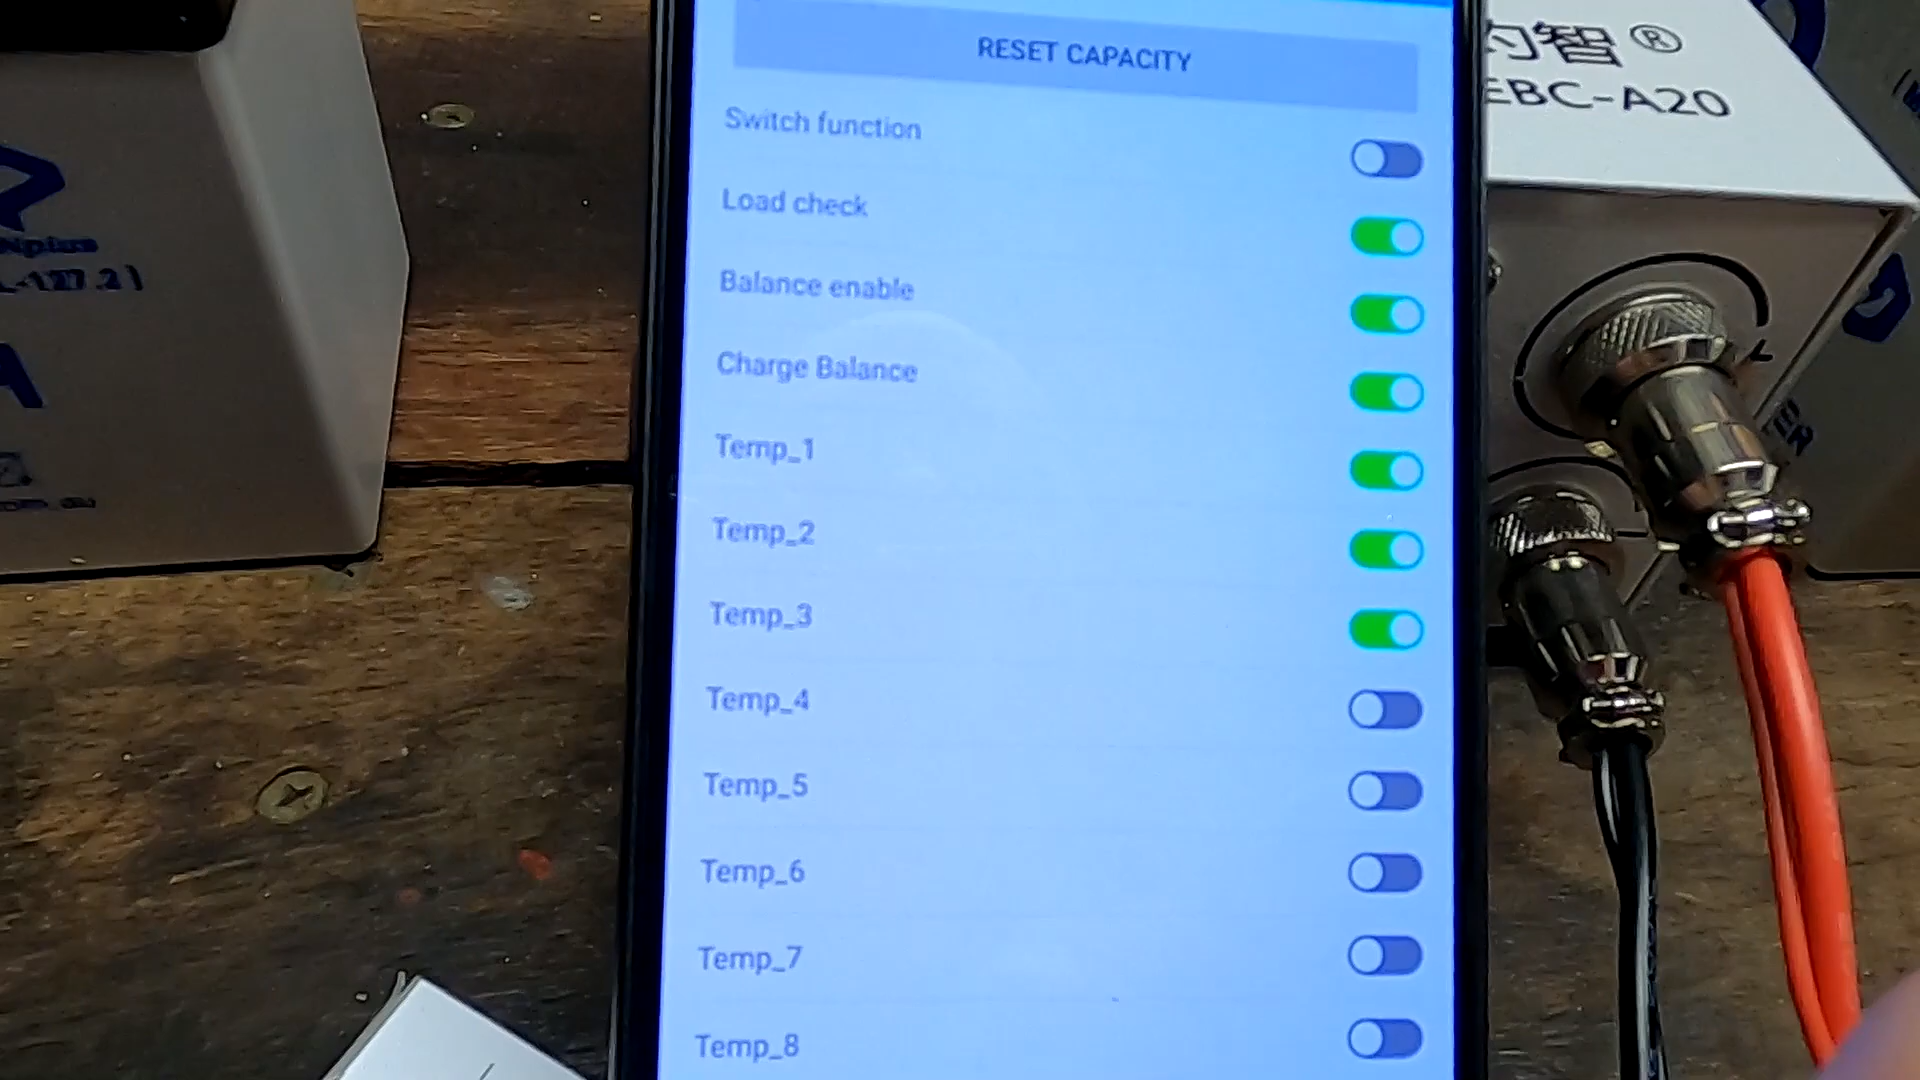 RESET CAPACITY
Switch function
Load check
Balance enable
Charge Balance
Temp_1
Temp_2
Temp_3
Temp_4
Temp_5
Temp_6
Temp_7
Temp_8
智®
EBC-A20